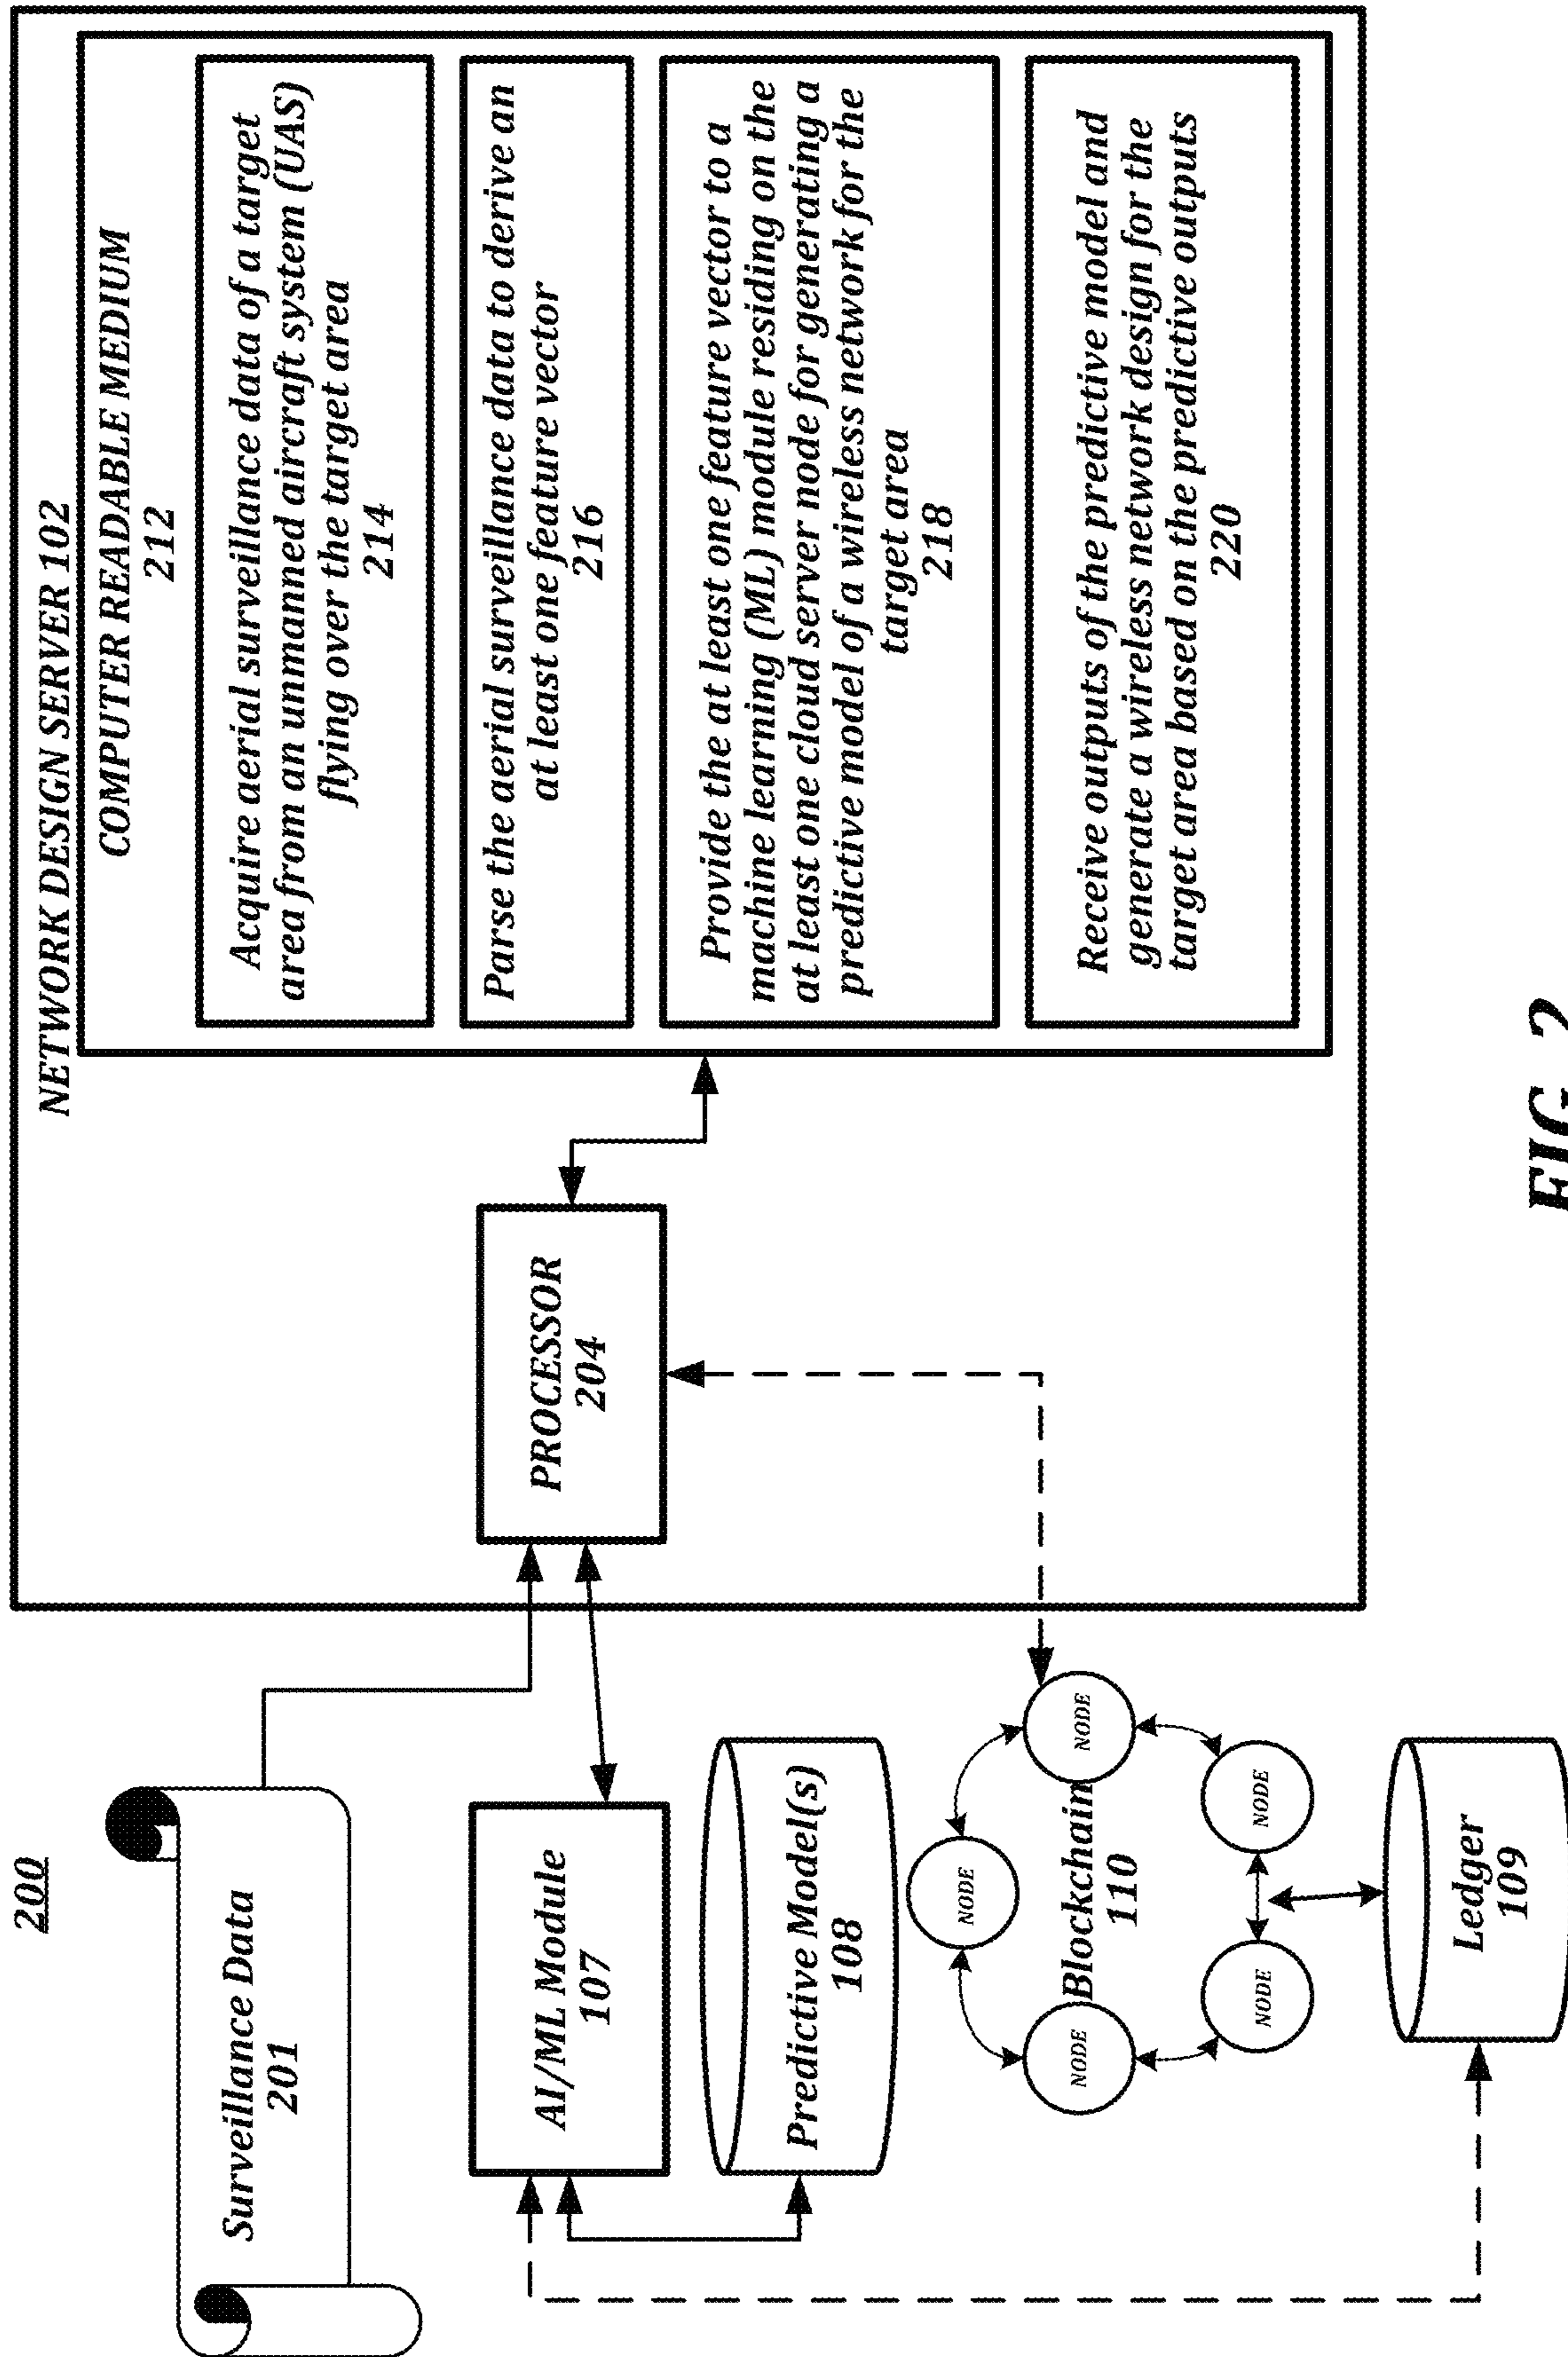 200
NETWORK DESIGN SERVER 102
COMPUTER READABLE MEDIUM
212
Acquire aerial surveillance data of a target
area from an unmanned aircraft system (UAS)
flying over the target area
214
Parse the aerial surveillance data to derive an
at least one feature vector
216
Provide the at least one feature vector to a
machine learning (ML) module residing on the
at least one cloud server node for generating a
predictive model of a wireless network for the
target area
218
Receive outputs of the predictive model and
generate a wireless network design for the
target area based on the predictive outputs
220
PROCESSOR
204
Surveillance Data
201
AI/ML Module
107
Predictive Model(s)
108
NODE
NODE
NODE
NODE
NODE
Blockchain
110
Ledger
109
FIG. 2